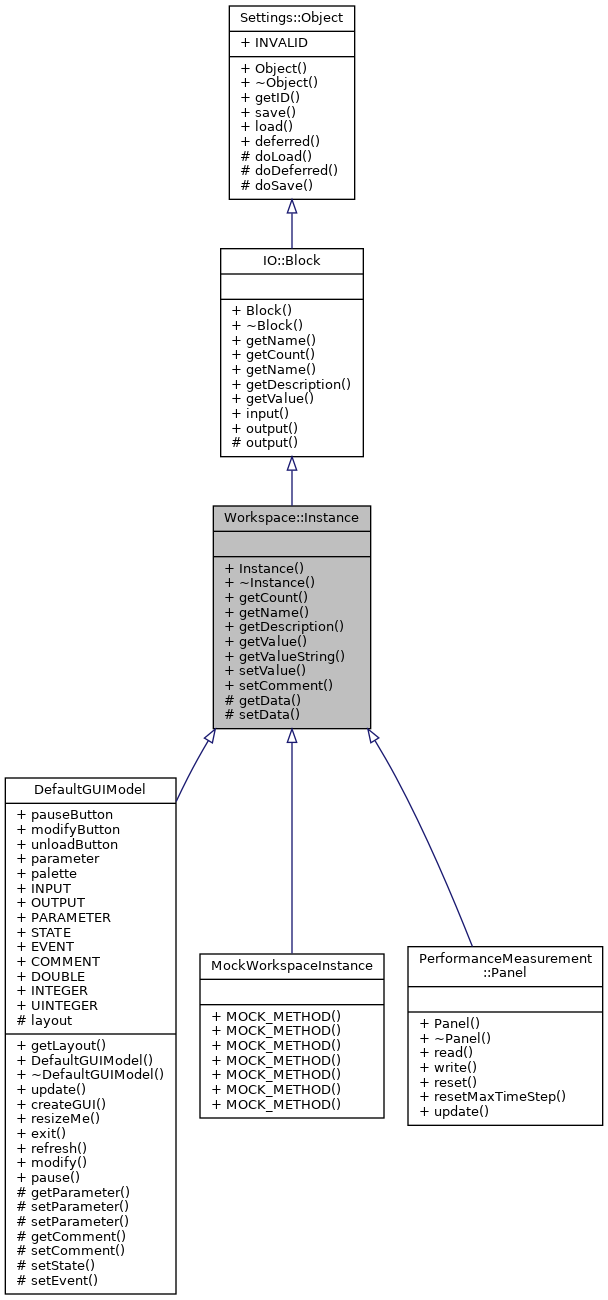 Settings::Object
+ INVALID
+ Object()
+ ~Object()
+ getID()
+ save()
+ load()
+ deferred()
# doLoad()
# doDeferred()
# doSave()
IO::Block
+ Block()
+ ~Block()
+ getName()
+ getCount()
+ getName()
+ getDescription()
+ getValue()
+ input()
+ output()
# output()
Workspace::Instance
+ Instance()
+ ~Instance()
+ getCount()
+ getName()
+ getDescription()
+ getValue()
+ getValueString()
+ setValue()
+ setComment()
# getData()
# setData()
DefaultGUIModel
+ pauseButton
+ modifyButton
+ unloadButton
+ parameter
+ palette
+ INPUT
+ OUTPUT
+ PARAMETER
+ STATE
+ EVENT
+ COMMENT
+ DOUBLE
+ INTEGER
+ UINTEGER
# layout
+ getLayout()
+ DefaultGUIModel()
+ ~DefaultGUIModel()
+ update()
+ createGUI()
+ resizeMe()
+ exit()
+ refresh()
+ modify()
+ pause()
# getParameter()
# setParameter()
# setParameter()
# getComment()
# setComment()
# setState()
# setEvent()
MockWorkspaceInstance
+ MOCK_METHOD()
+ MOCK_METHOD()
+ MOCK_METHOD()
+ MOCK_METHOD()
+ MOCK_METHOD()
+ MOCK_METHOD()
+ MOCK_METHOD()
PerformanceMeasurement
::Panel
+ Panel()
+ ~Panel()
+ read()
+ write()
+ reset()
+ resetMaxTimeStep()
+ update()